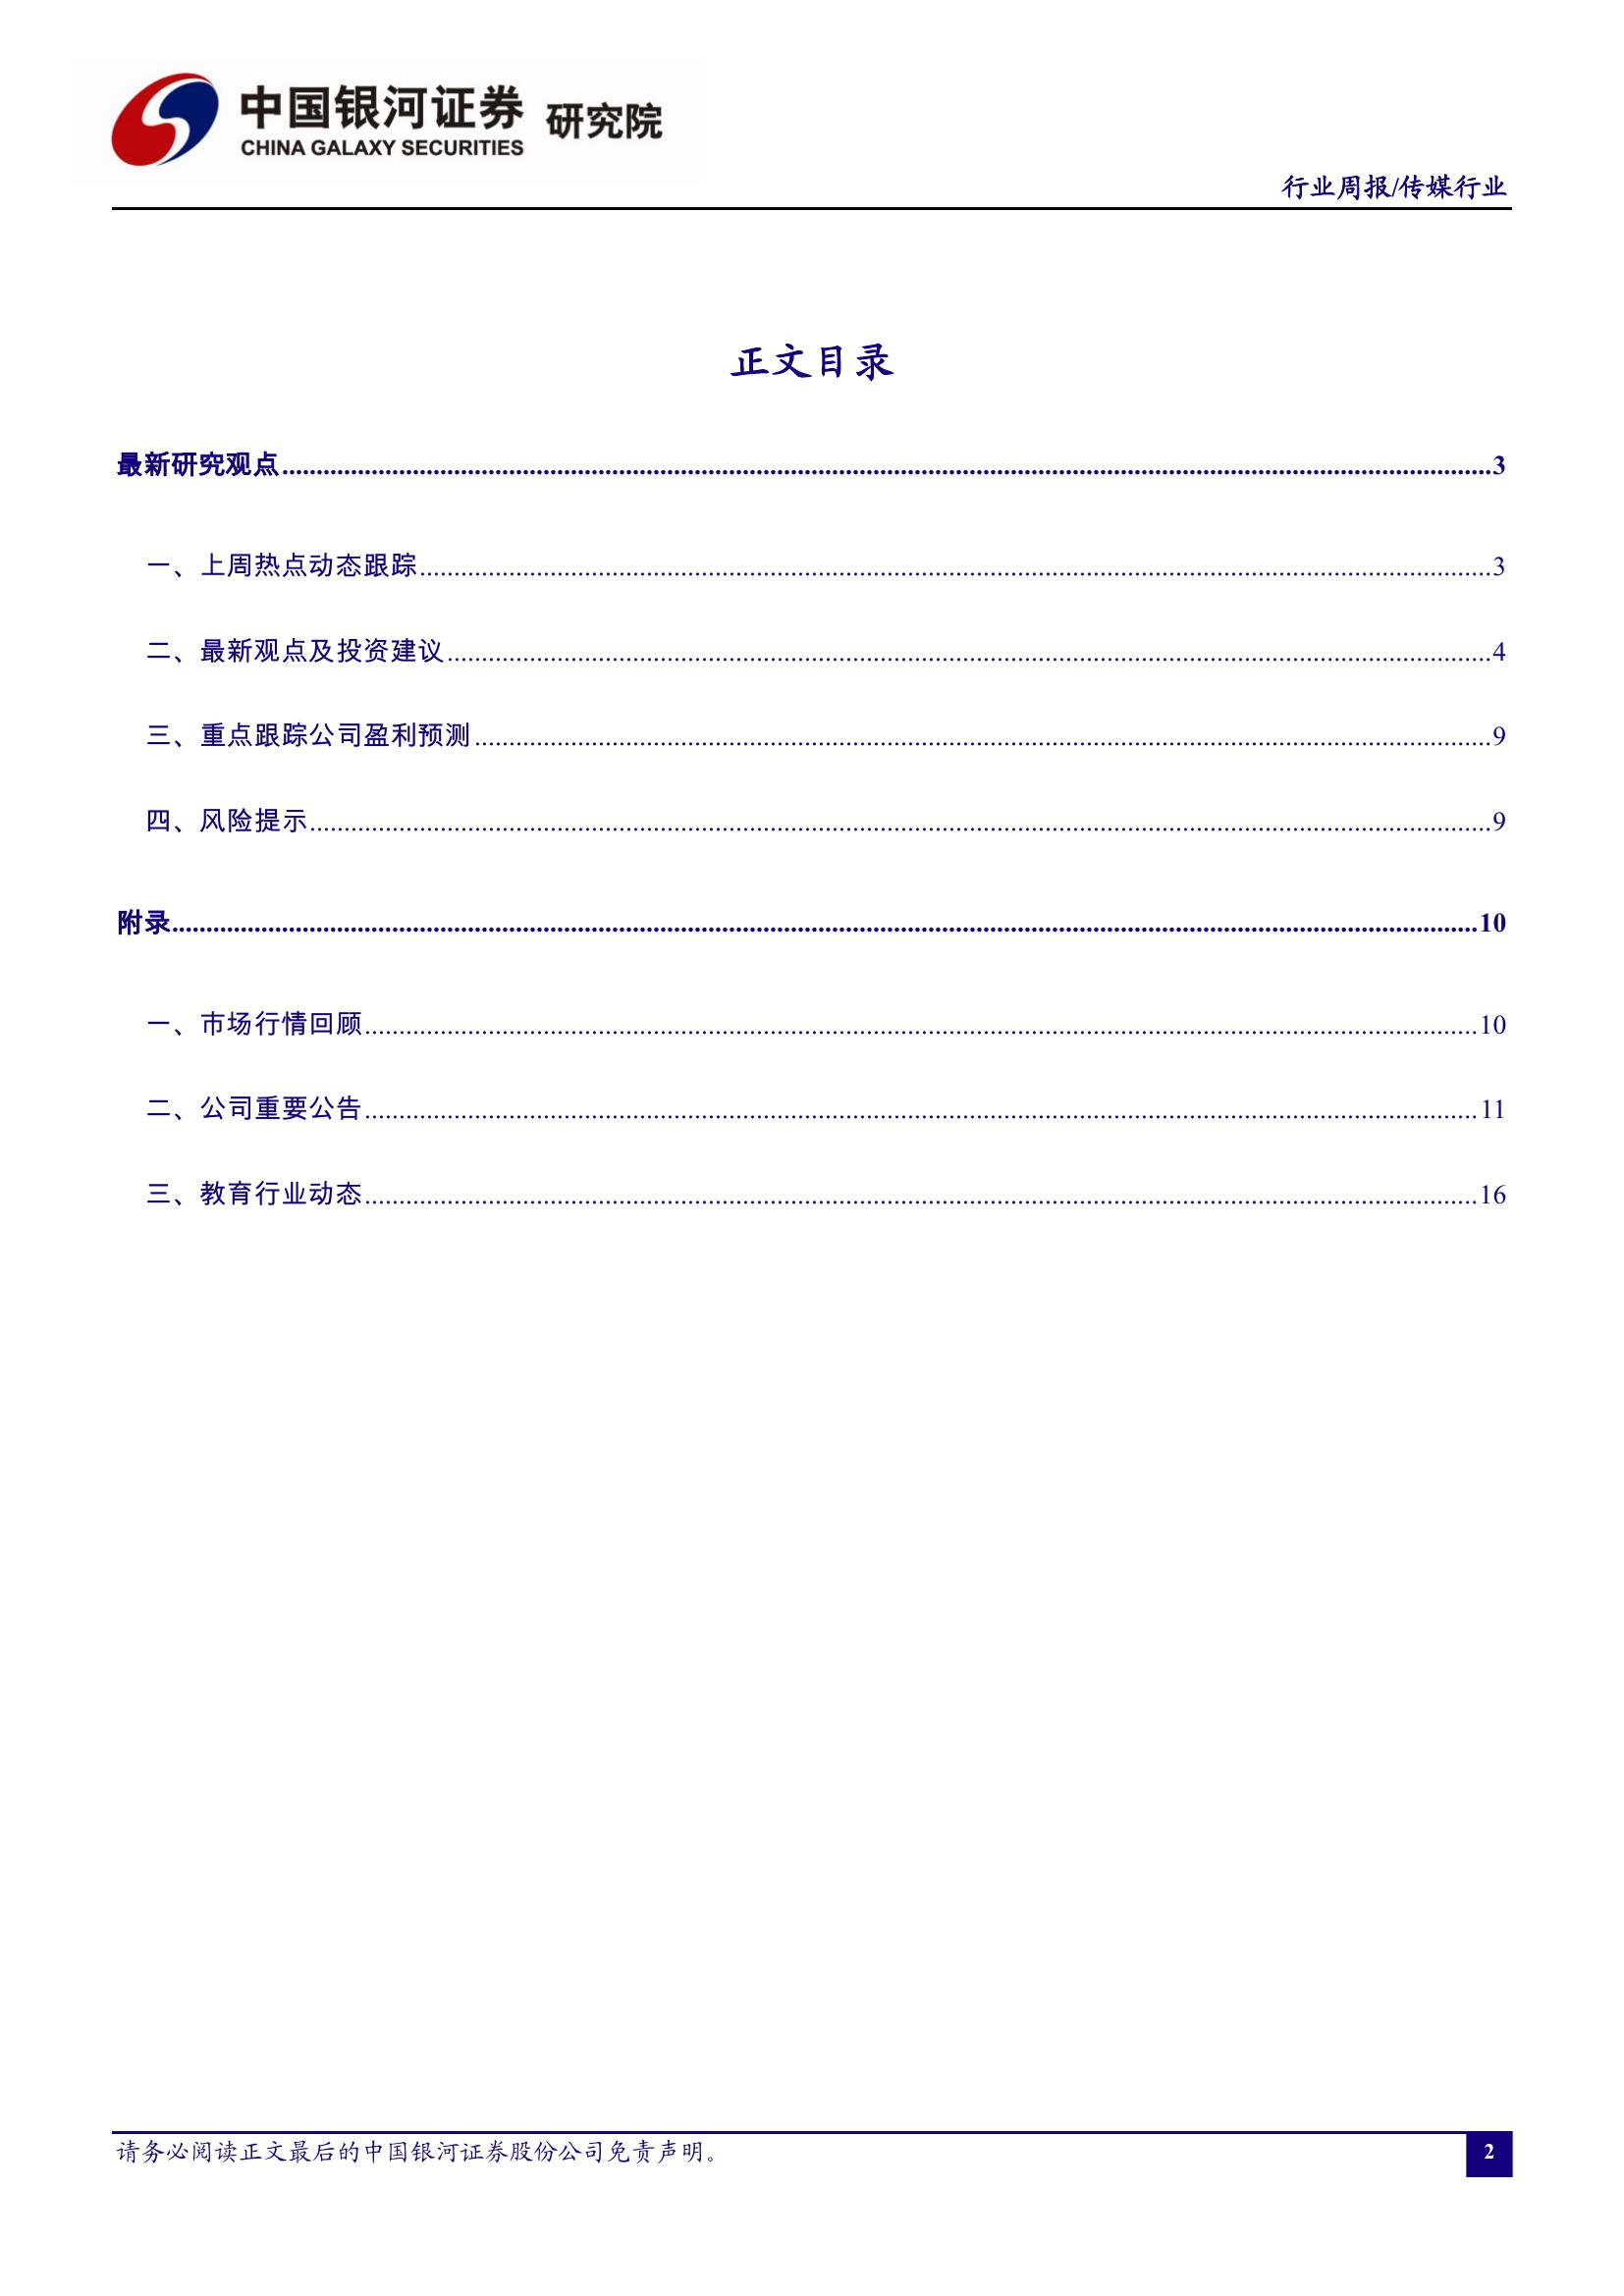 中国银河证券 研究院
CHINA GALAXY SECURITIES
行业周报/传媒行业
正文目录
最新研究观点........................................................3
一、上周热点动态跟踪........................................................3
二、最新观点及投资建议........................................................4
三、重点跟踪公司盈利预测........................................................9
四、风险提示........................................................9
附录........................................................10
一、市场行情回顾........................................................10
二、公司重要公告........................................................11
三、教育行业动态........................................................16
请务必阅读正文最后的中国银河证券股份公司免责声明。
2